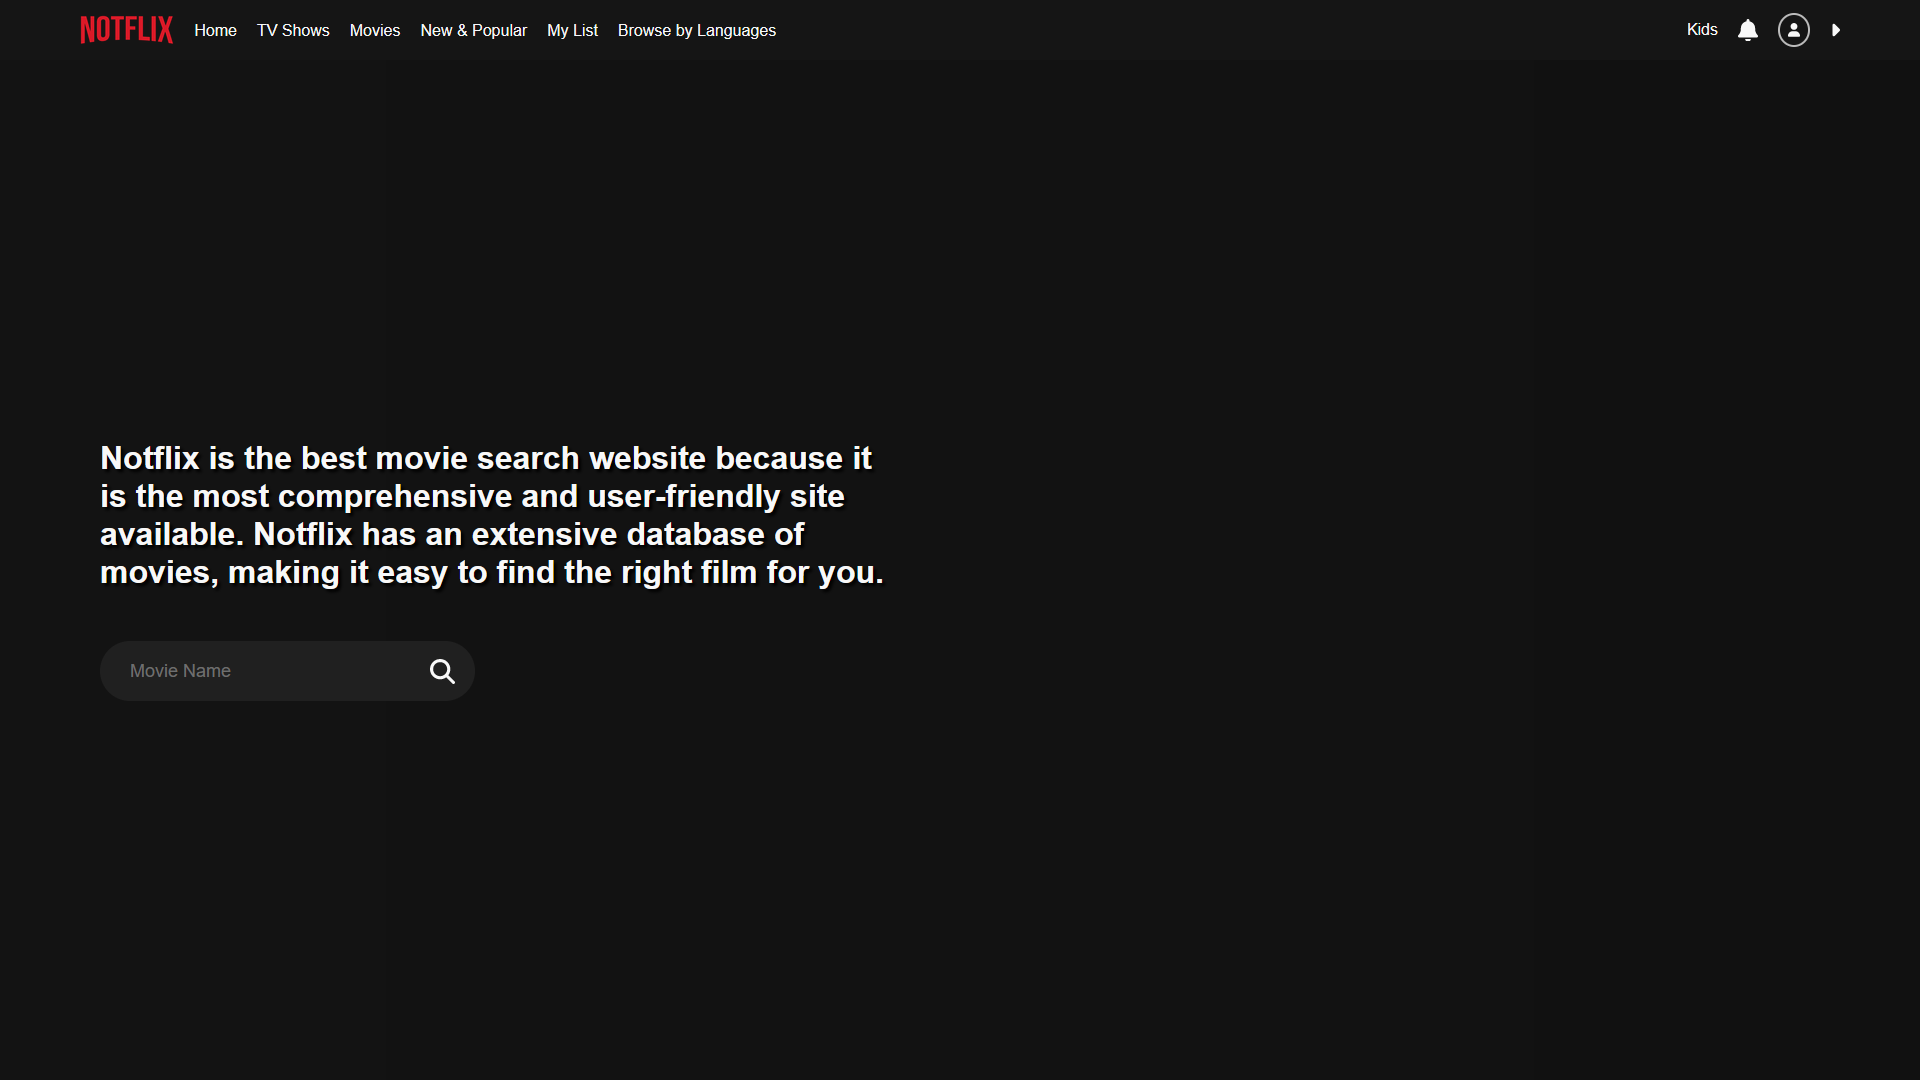 NOTFLIX Home TV Shows Movies New & Popular My List Browse by Languages Kids
Notflix is the best movie search website because it
is the most comprehensive and user-friendly site
available. Notflix has an extensive database of
movies, making it easy to find the right film for you.
Movie Name